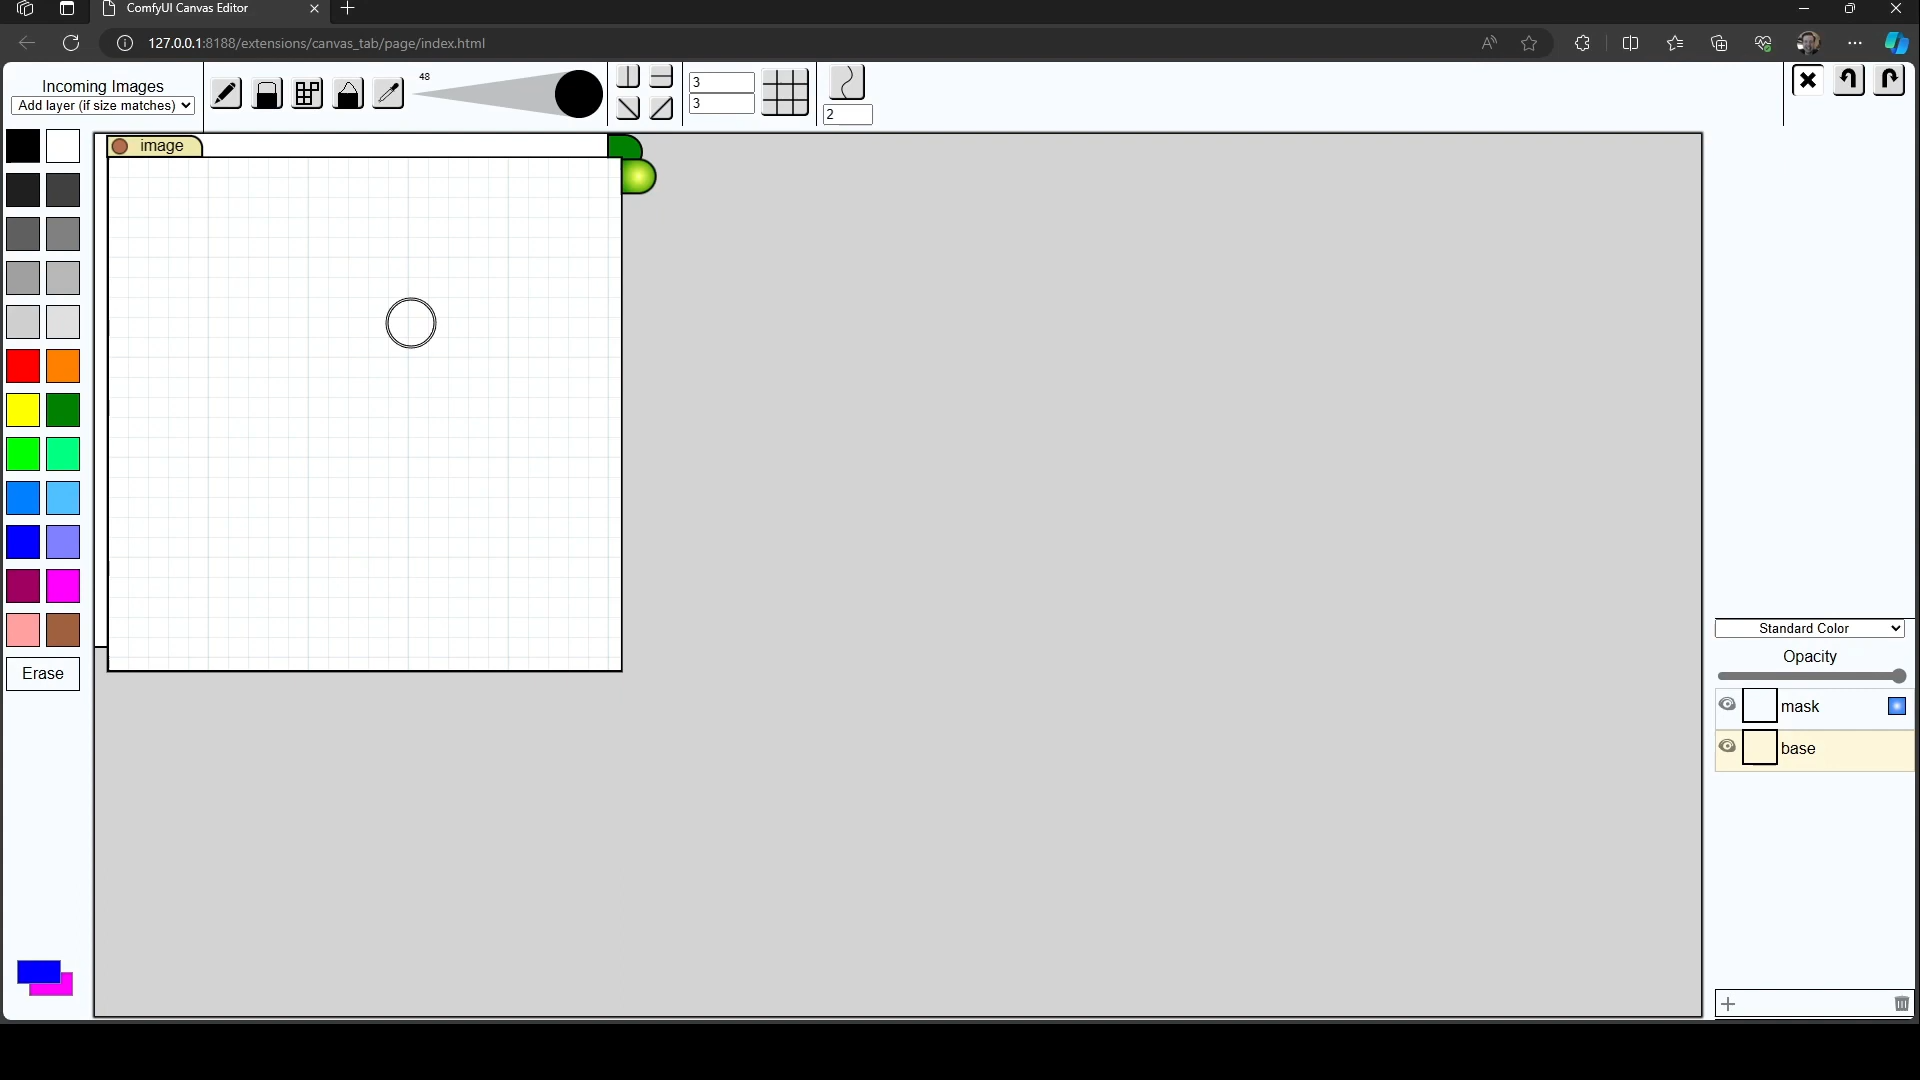 ComfyUI Canvas Editor
127.0.0.1:8188/extensions/canvas_tab/page/index.html
Incoming Images
Add layer (if size matches)
48
3
3
2
image
Erase
Standard Color
Opacity
mask
base